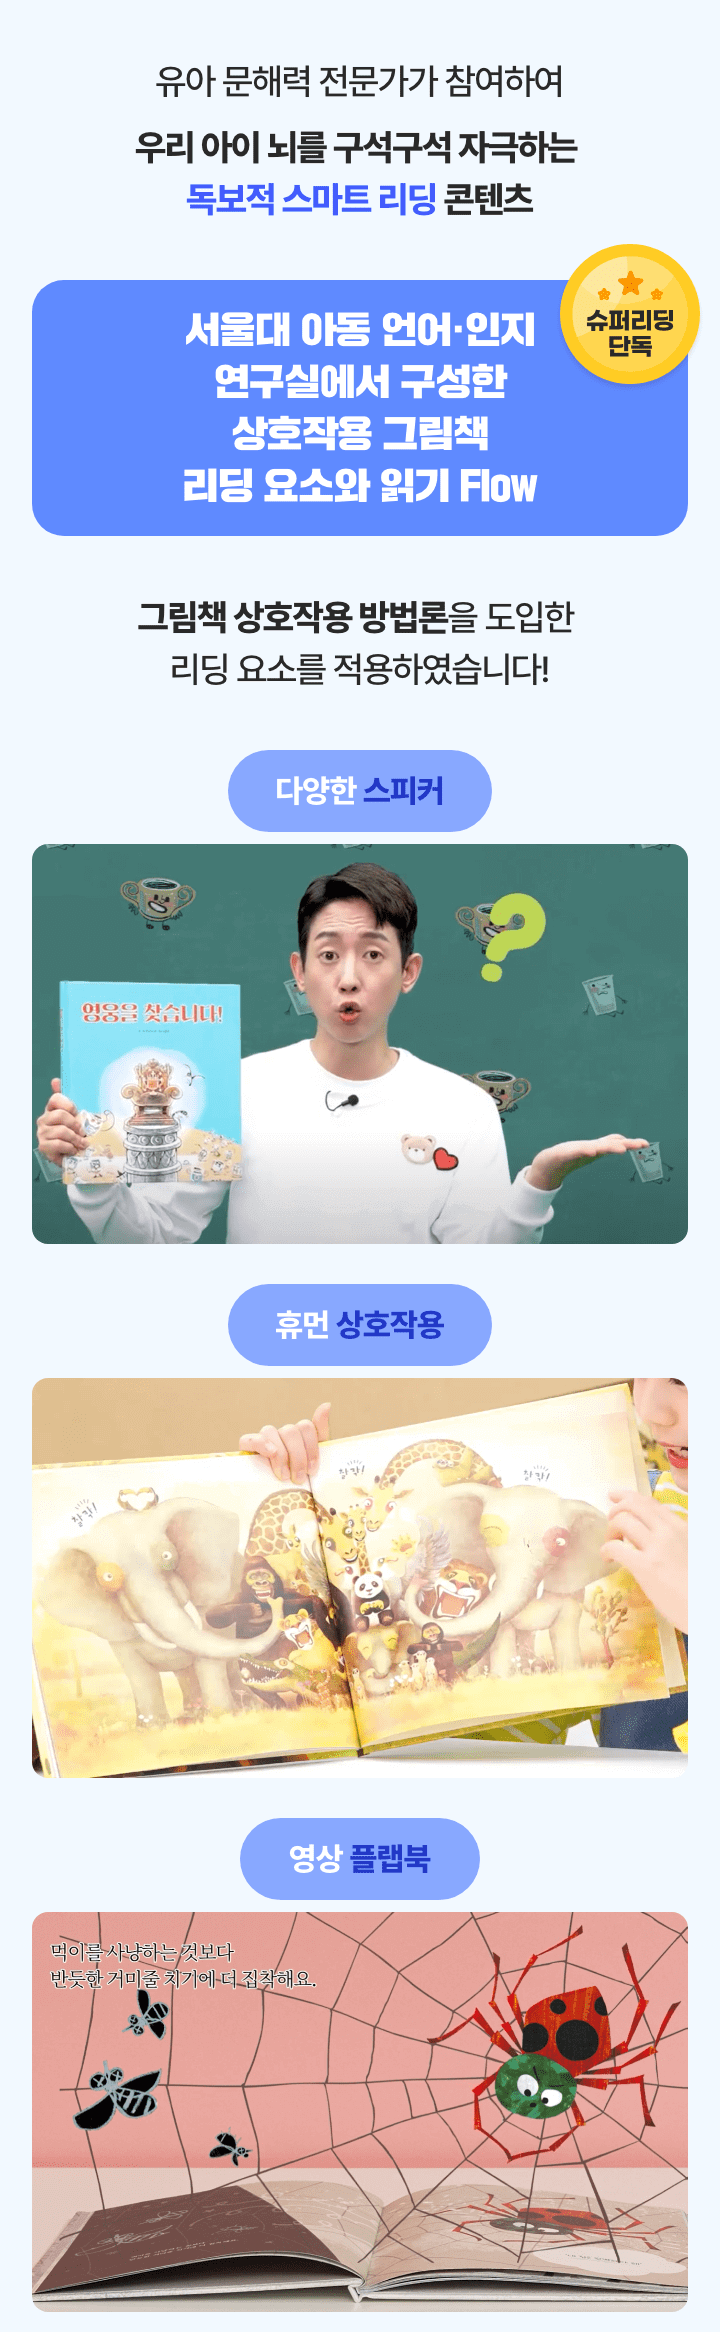 유아 문해력 전문가가 참여하여
우리 아이 뇌를 구석구석 자극하는
독보적 스마트 리딩 콘텐츠
슈퍼리딩
단독
서울대 아동 언어·인지
연구실에서 구성한
상호작용 그림책
리딩 요소와 읽기 Flow
그림책 상호작용 방법론을 도입한
리딩 요소를 적용하였습니다!
다양한 스피커
영웅을 찾습니다!
휴먼 상호작용
찰칵!
찰칵!
찰칵!
영상 플랩북
먹이를 사냥하는 것보다
반듯한 거미줄 치기에 더 집착해요.